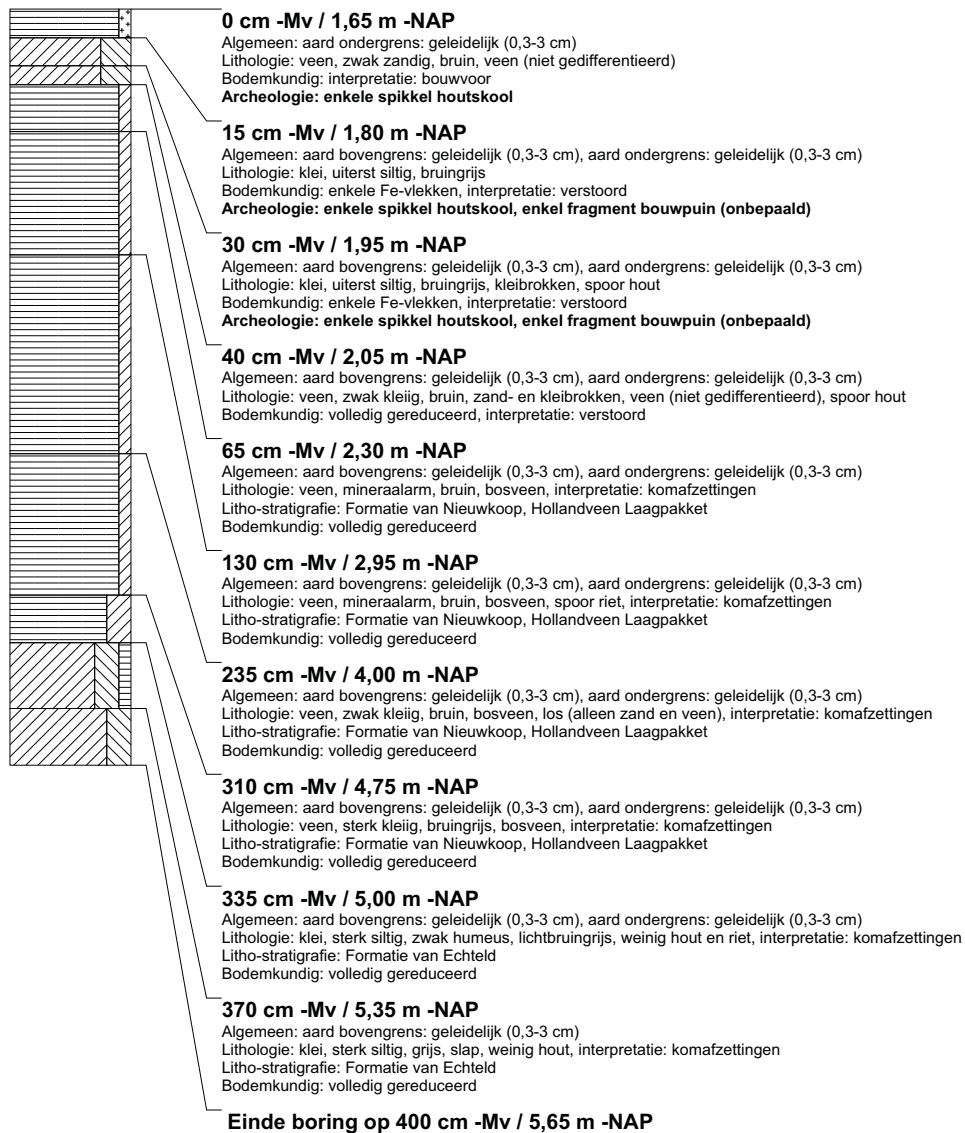 0 cm -Mv / 1,65 m -NAP
Algemeen: aard ondergrens: geleidelijk (0,3-3 cm)
Lithologie: veen, zwak zandig, bruin, veen (niet gedifferentieerd)
Bodemkundig: interpretatie: bouwvoor
Archeologie: enkele spikkel houtskool
15 cm -Mv / 1,80 m -NAP
Algemeen: aard bovengrens: geleidelijk (0,3-3 cm), aard ondergrens: geleidelijk (0,3-3 cm)
Lithologie: klei, uiterst siltig, bruingrijs
Bodemkundig: enkele Fe-vlekken, interpretatie: verstoord
Archeologie: enkele spikkel houtskool, enkel fragment bouwpuin (onbepaald)
30 cm -Mv / 1,95 m -NAP
Algemeen: aard bovengrens: geleidelijk (0,3-3 cm), aard ondergrens: geleidelijk (0,3-3 cm)
Lithologie: klei, uiterst siltig, bruingrijs, kleibrokken, spoor hout
Bodemkundig: enkele Fe-vlekken, interpretatie: verstoord
Archeologie: enkele spikkel houtskool, enkel fragment bouwpuin (onbepaald)
40 cm -Mv / 2,05 m -NAP
Algemeen: aard bovengrens: geleidelijk (0,3-3 cm), aard ondergrens: geleidelijk (0,3-3 cm)
Lithologie: veen, zwak kleiig, bruin, zand- en kleibrokken, veen (niet gedifferentieerd), spoor hout
Bodemkundig: volledig gereduceerd, interpretatie: verstoord
65 cm -Mv / 2,30 m -NAP
Algemeen: aard bovengrens: geleidelijk (0,3-3 cm), aard ondergrens: geleidelijk (0,3-3 cm)
Lithologie: veen, mineraalarm, bruin, bosveen, interpretatie: komafzettingen
Litho-stratigrafie: Formatie van Nieuwkoop, Hollandveen Laagpakket
Bodemkundig: volledig gereduceerd
130 cm -Mv / 2,95 m -NAP
Algemeen: aard bovengrens: geleidelijk (0,3-3 cm), aard ondergrens: geleidelijk (0,3-3 cm)
Lithologie: veen, mineraalarm, bruin, bosveen, spoor riet, interpretatie: komafzettingen
Litho-stratigrafie: Formatie van Nieuwkoop, Hollandveen Laagpakket
Bodemkundig: volledig gereduceerd
235 cm -Mv / 4,00 m -NAP
Algemeen: aard bovengrens: geleidelijk (0,3-3 cm), aard ondergrens: geleidelijk (0,3-3 cm)
Lithologie: veen, zwak kleiig, bruin, bosveen, los (alleen zand en veen), interpretatie: komafzettingen
Litho-stratigrafie: Formatie van Nieuwkoop, Hollandveen Laagpakket
Bodemkundig: volledig gereduceerd
310 cm -Mv / 4,75 m -NAP
Algemeen: aard bovengrens: geleidelijk (0,3-3 cm), aard ondergrens: geleidelijk (0,3-3 cm)
Lithologie: veen, sterk kleiig, bruingrijs, bosveen, interpretatie: komafzettingen
Litho-stratigrafie: Formatie van Nieuwkoop, Hollandveen Laagpakket
Bodemkundig: volledig gereduceerd
335 cm -Mv / 5,00 m -NAP
Algemeen: aard bovengrens: geleidelijk (0,3-3 cm), aard ondergrens: geleidelijk (0,3-3 cm)
Lithologie: klei, sterk siltig, zwak humeus, lichtbruingrijs, weinig hout en riet, interpretatie: komafzettingen
Litho-stratigrafie: Formatie van Echteld
Bodemkundig: volledig gereduceerd
370 cm -Mv / 5,35 m -NAP
Algemeen: aard bovengrens: geleidelijk (0,3-3 cm)
Lithologie: klei, sterk siltig, grijs, slap, weinig hout, interpretatie: komafzettingen
Litho-stratigrafie: Formatie van Echteld
Bodemkundig: volledig gereduceerd
Einde boring op 400 cm -Mv / 5,65 m -NAP